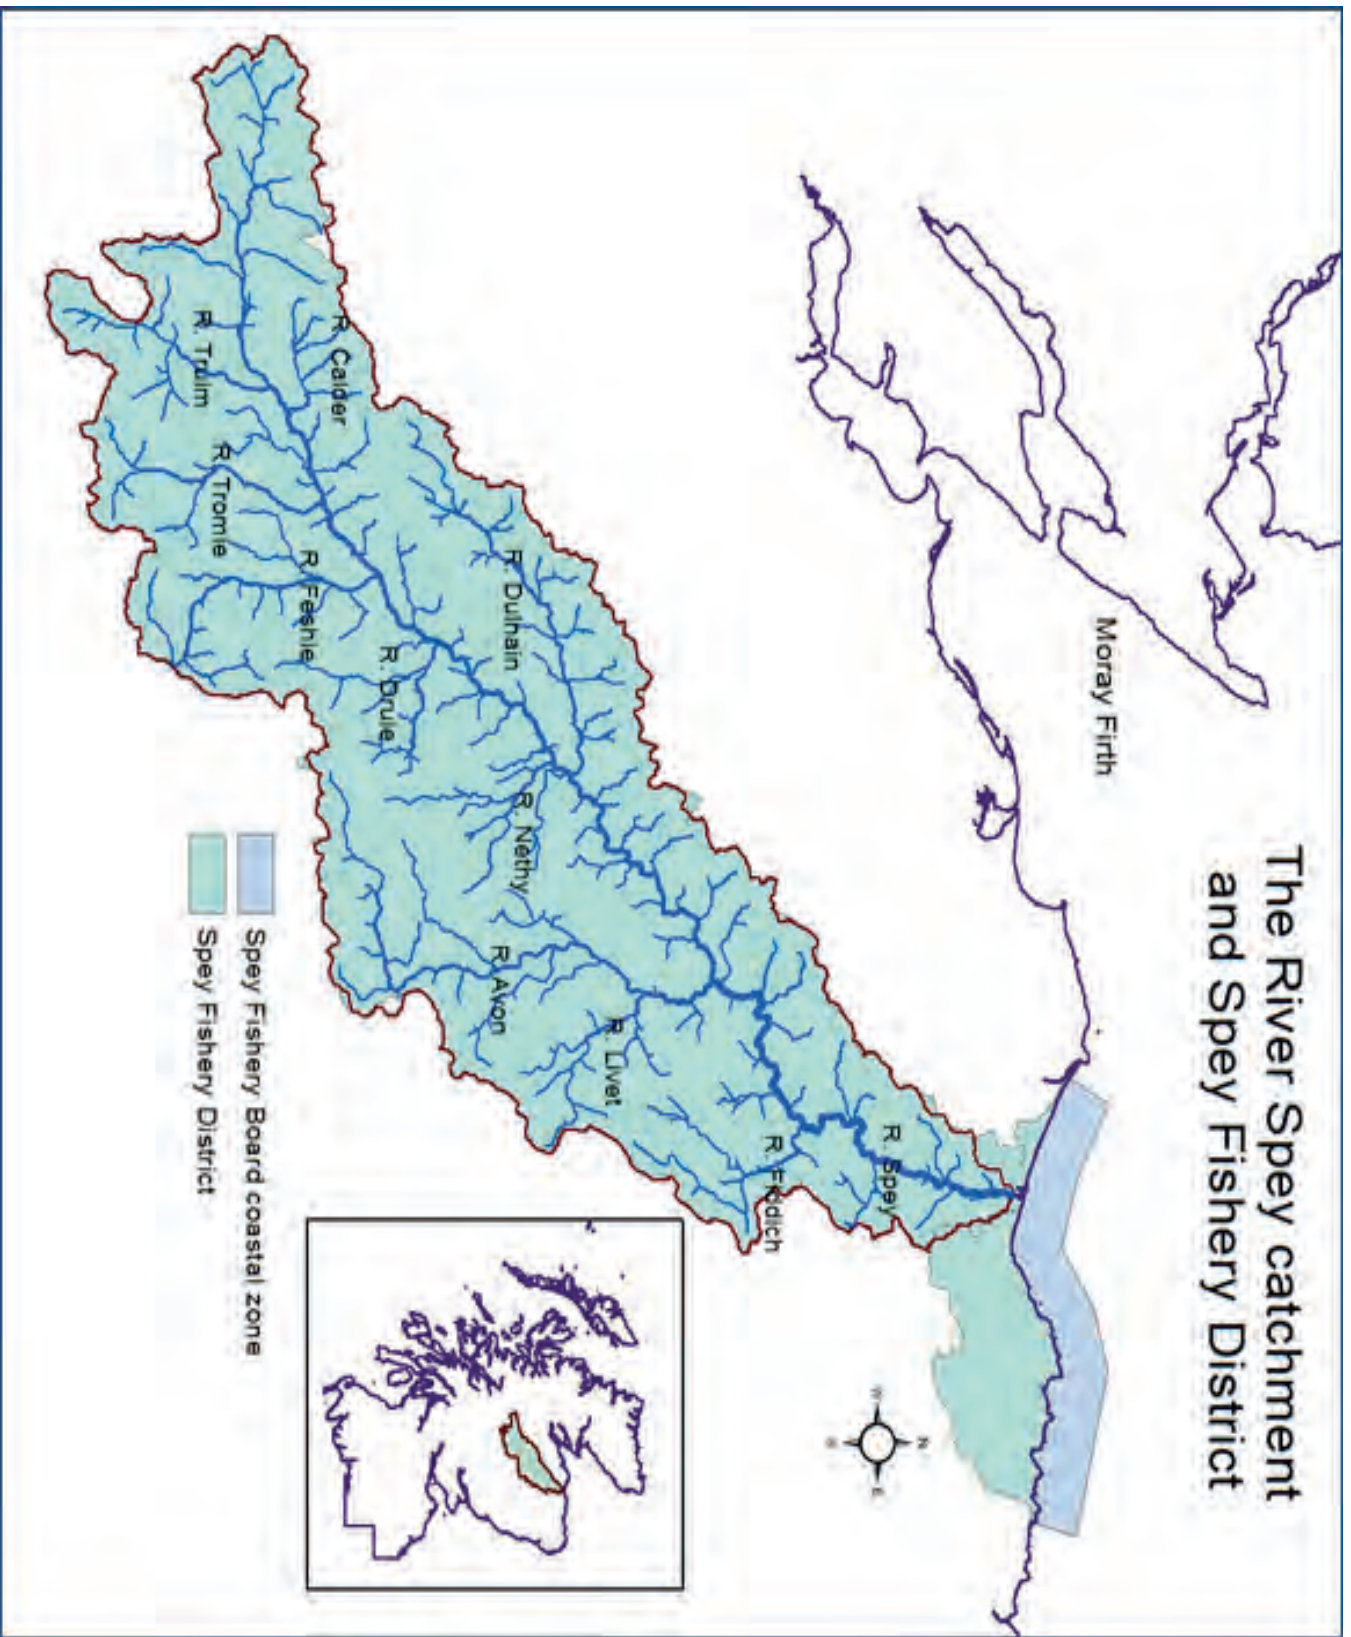 The River Spey catchment
and Spey Fishery District
Moray Firth
R. Spey
R. Fiddich
R. Dulnain
R. Livet
R. Nethy
R. Avon
R. Druie
R. Calder
R. Feshie
R. Tromie
R. Truim
N
W
E
S
Spey Fishery Board coastal zone
Spey Fishery District